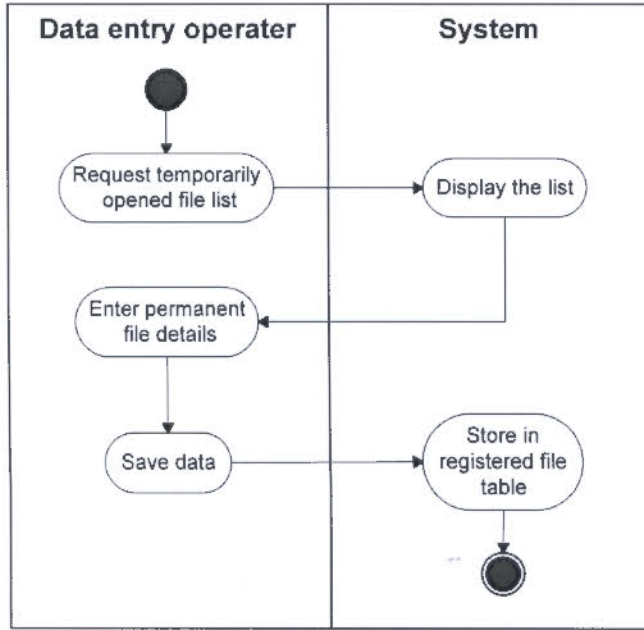 Data entry operater
System
Request temporarily
opened file list
Display the list
Enter permanent
file details
Save data
Store in
registered file
table